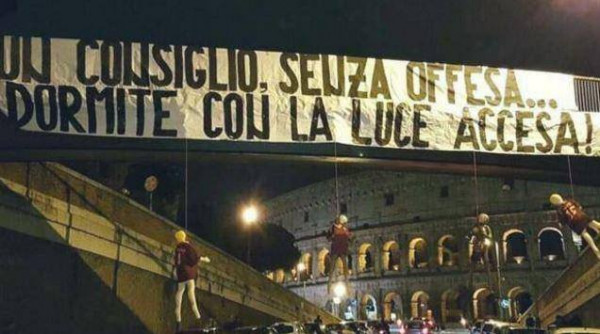 UN CONSIGLIO, SENZA OFFESA...
DORMITE CON LA LUCE ACCESA!